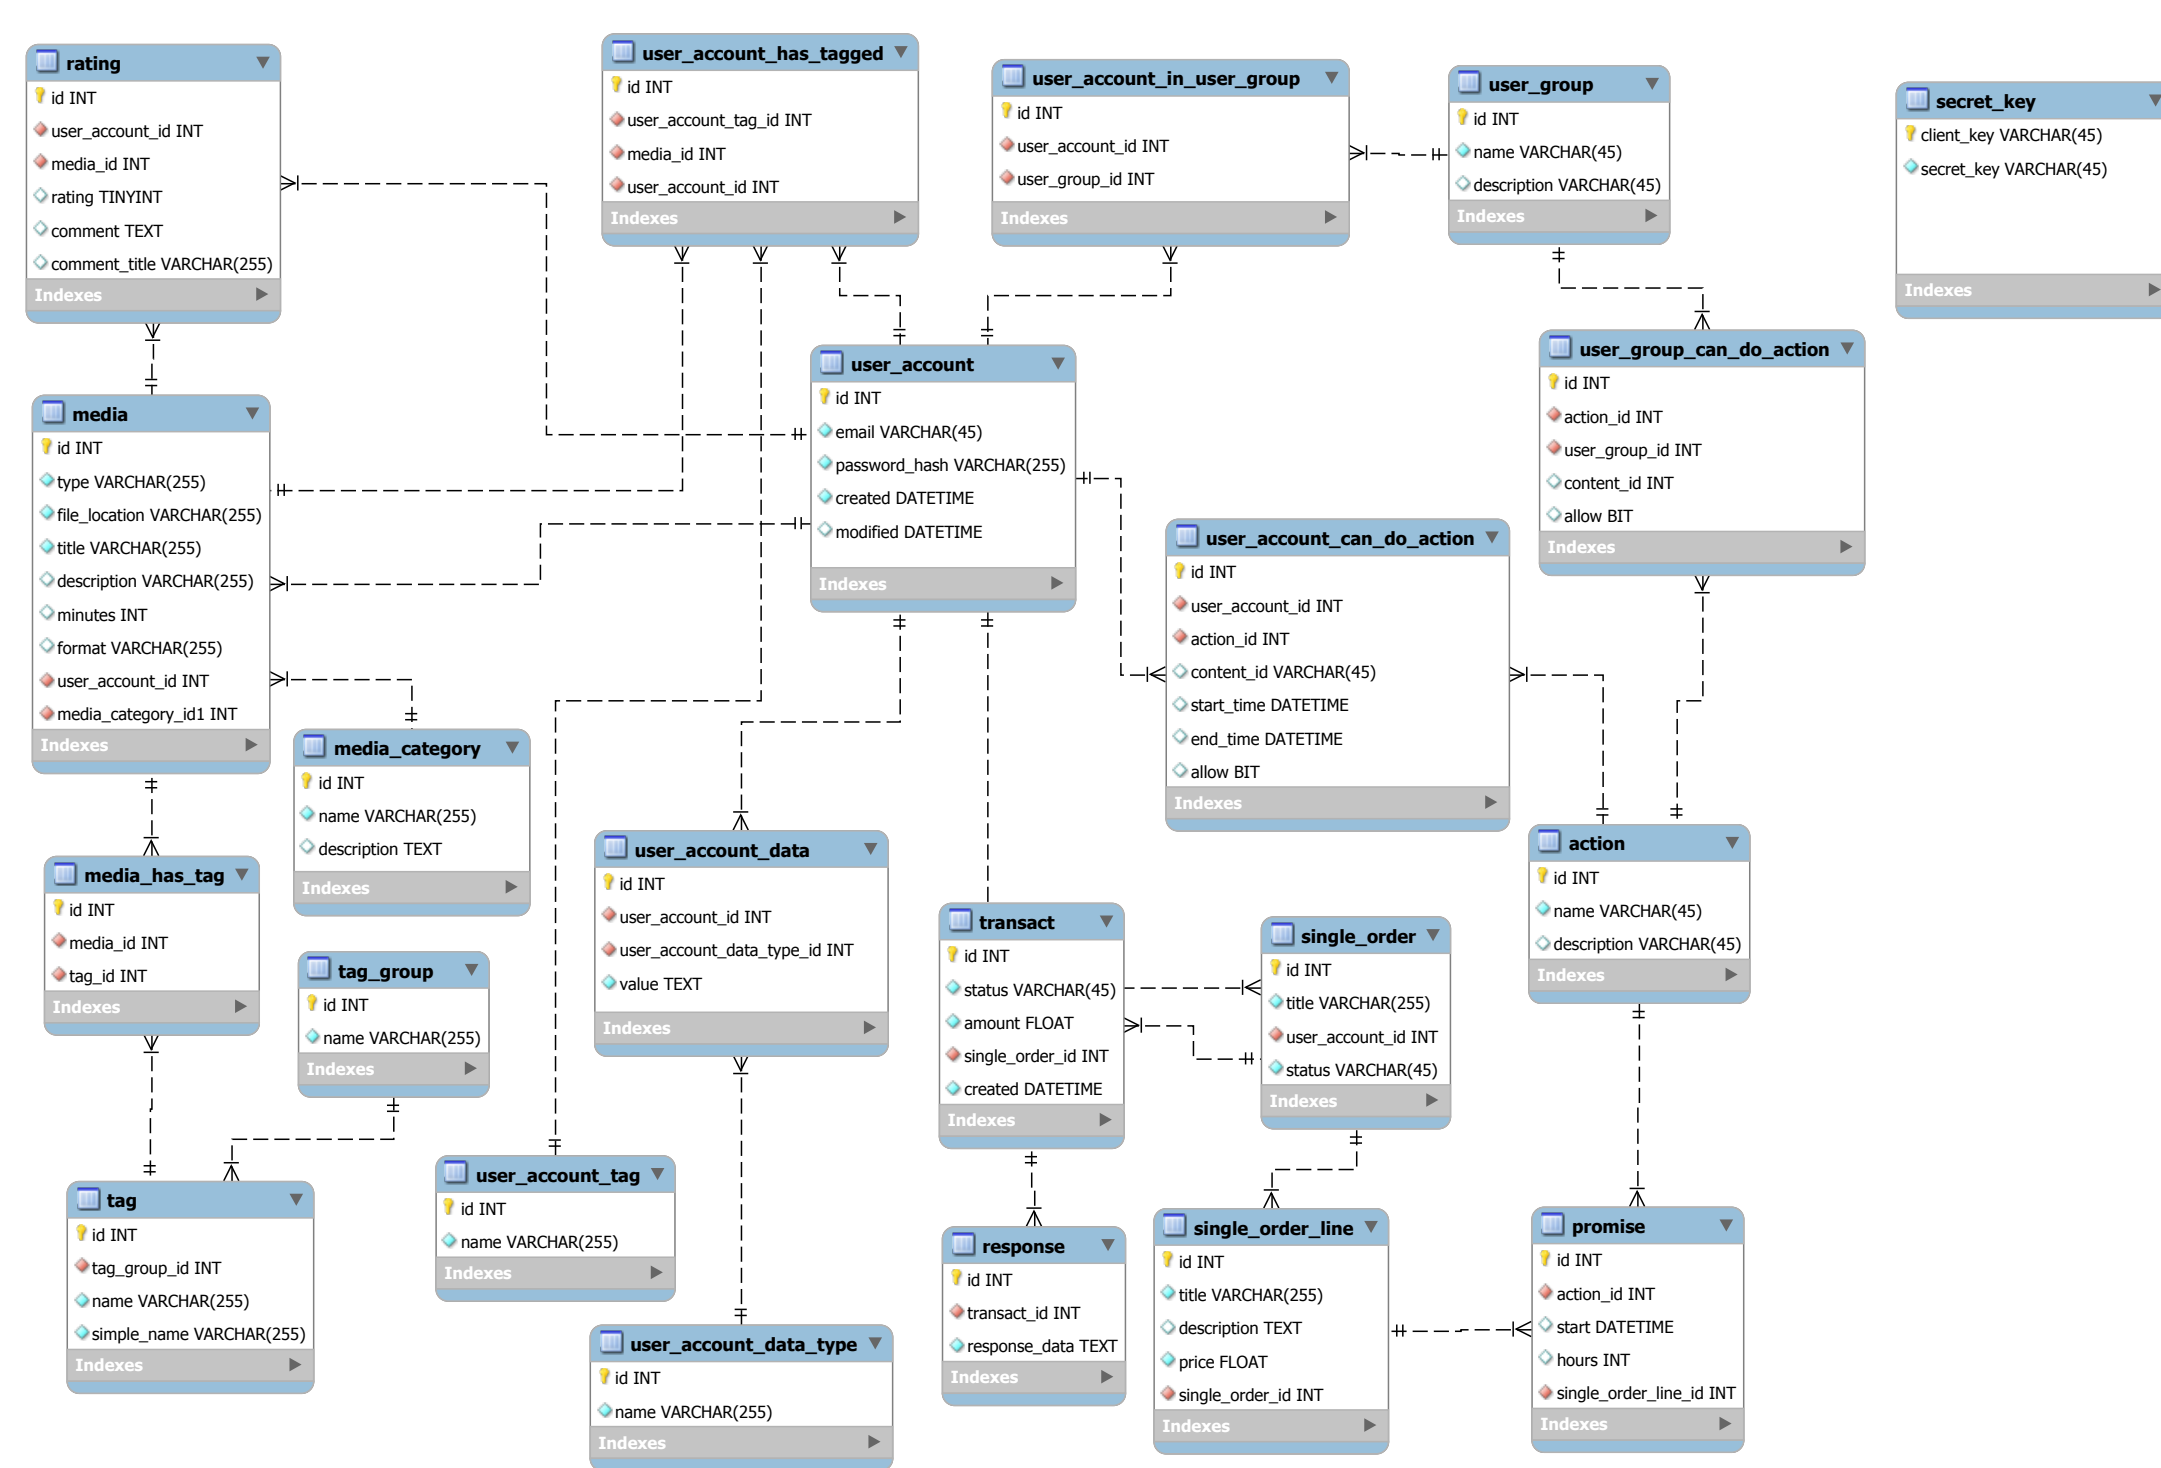 rating
id INT
user_account_id INT
media_id INT
rating TINYINT
comment TEXT
comment_title VARCHAR(255)
Indexes
user_account_has_tagged
id INT
user_account_tag_id INT
media_id INT
user_account_id INT
Indexes
user_account_in_user_group
id INT
user_account_id INT
user_group_id INT
Indexes
user_group
id INT
name VARCHAR(45)
description VARCHAR(45)
Indexes
secret_key
client_key VARCHAR(45)
secret_key VARCHAR(45)
Indexes
media
id INT
type VARCHAR(255)
file_location VARCHAR(255)
title VARCHAR(255)
description VARCHAR(255)
minutes INT
format VARCHAR(255)
user_account_id INT
media_category_id1 INT
Indexes
user_account
id INT
email VARCHAR(45)
password_hash VARCHAR(255)
created DATETIME
modified DATETIME
Indexes
user_group_can_do_action
id INT
action_id INT
user_group_id INT
content_id INT
allow BIT
Indexes
user_account_can_do_action
id INT
user_account_id INT
action_id INT
content_id VARCHAR(45)
start_time DATETIME
end_time DATETIME
allow BIT
Indexes
media_category
id INT
name VARCHAR(255)
description TEXT
Indexes
media_has_tag
id INT
media_id INT
tag_id INT
Indexes
tag_group
id INT
name VARCHAR(255)
Indexes
user_account_data
id INT
user_account_id INT
user_account_data_type_id INT
value TEXT
Indexes
transact
id INT
status VARCHAR(45)
amount FLOAT
single_order_id INT
created DATETIME
Indexes
single_order
id INT
title VARCHAR(255)
user_account_id INT
status VARCHAR(45)
Indexes
action
id INT
name VARCHAR(45)
description VARCHAR(45)
Indexes
tag
id INT
tag_group_id INT
name VARCHAR(255)
simple_name VARCHAR(255)
Indexes
user_account_tag
id INT
name VARCHAR(255)
Indexes
user_account_data_type
id INT
name VARCHAR(255)
Indexes
response
id INT
transact_id INT
response_data TEXT
Indexes
single_order_line
id INT
title VARCHAR(255)
description TEXT
price FLOAT
single_order_id INT
Indexes
promise
id INT
action_id INT
start DATETIME
hours INT
single_order_line_id INT
Indexes